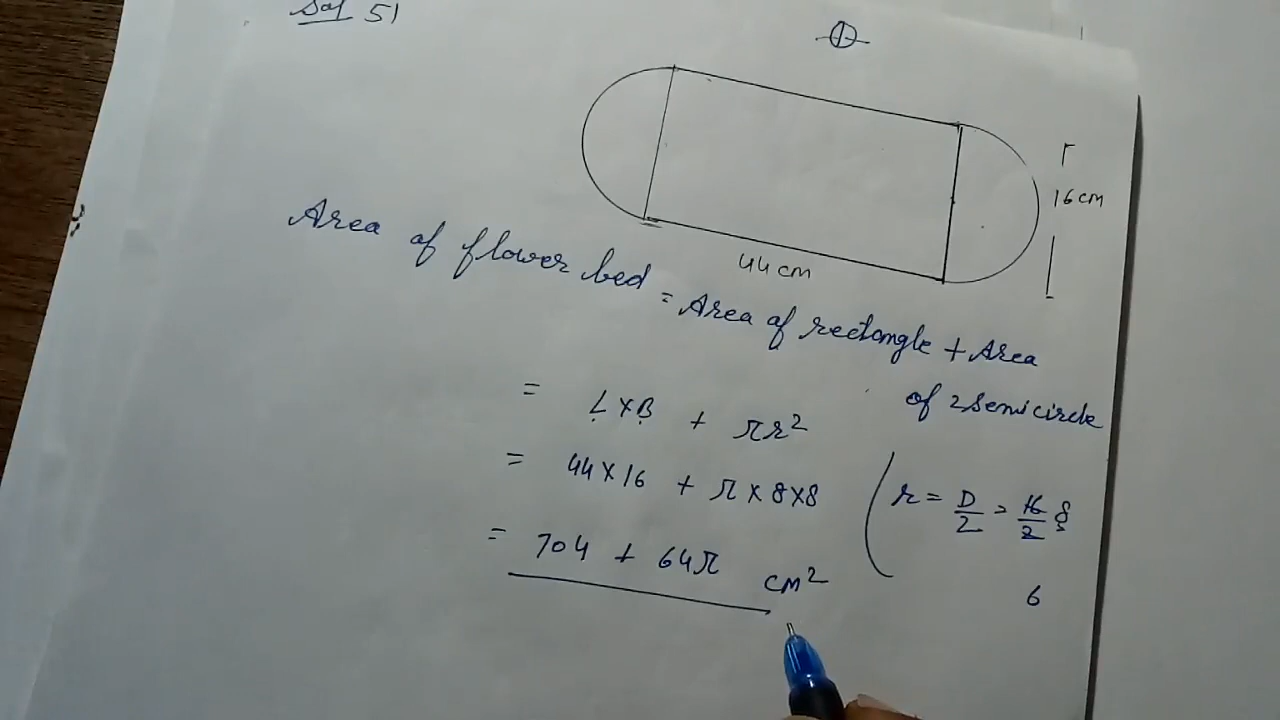 Sol 51
16 cm
44 cm
Area of flower bed = Area of rectangle + Area
of 2 semicircle
= L × B + πr²
= 44 × 16 + π × 8 × 8
r = D/2 = 16/2 8
= 704 + 64π cm²
6